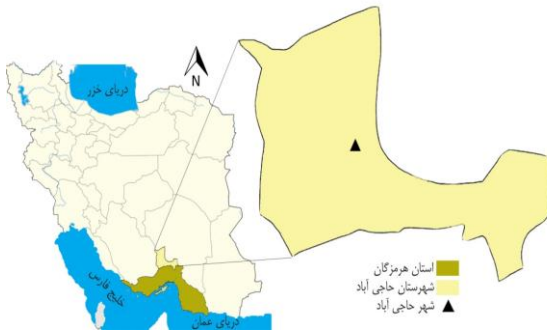 دریای خزر
N
استان هرمزگان
شهرستان حاجی آباد
شهر حاجی آباد
خلیج فارس
دریای عمان